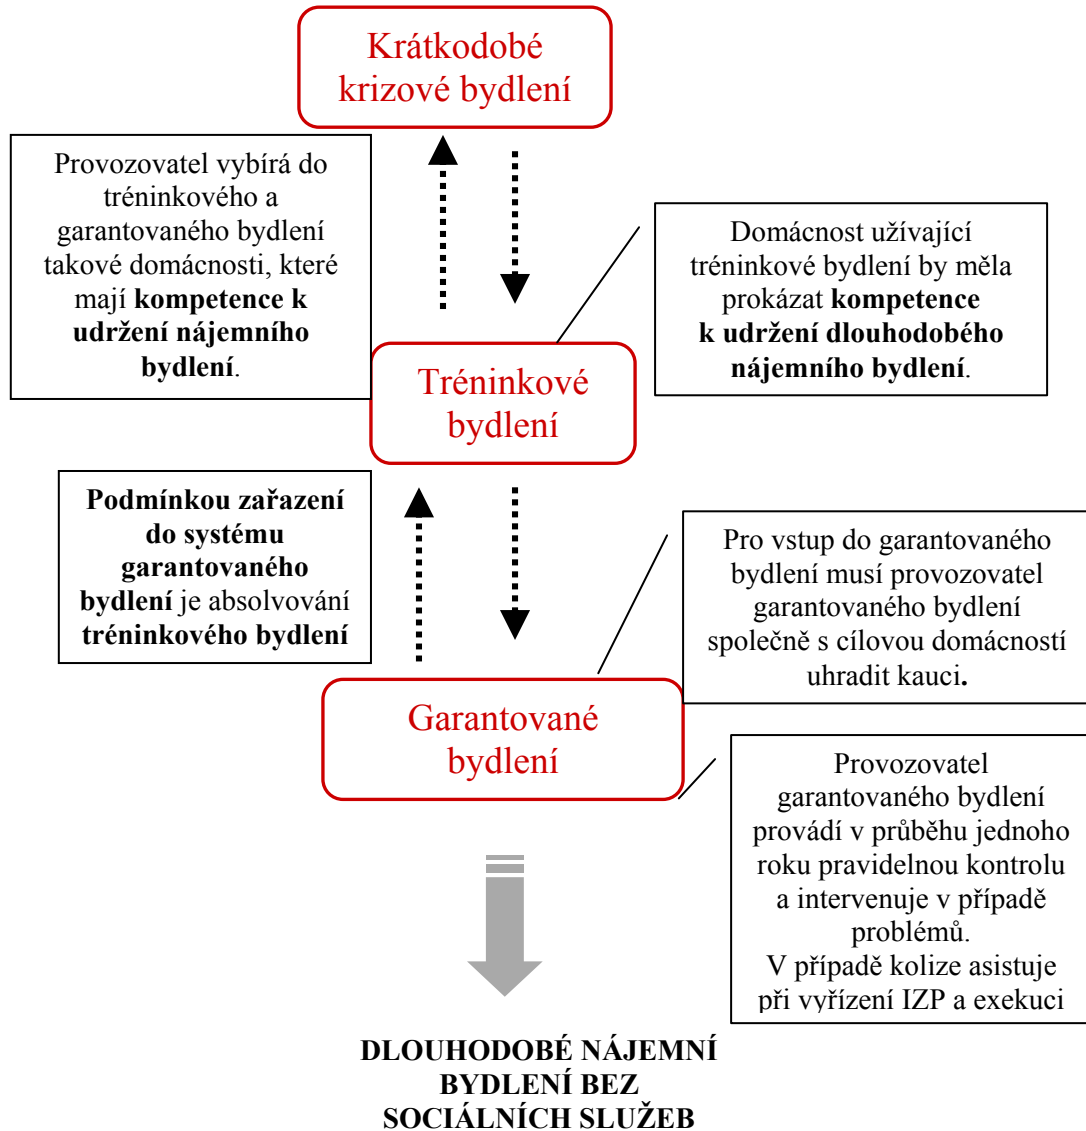 Krátkodobé
krizové bydlení
Provozovatel vybírá do
tréninkového a
garantovaného bydlení
takové domácnosti, které
mají kompetence k
udržení nájemního
bydlení.
Domácnost užívající
tréninkové bydlení by měla
prokázat kompetence
k udržení dlouhodobého
nájemního bydlení.
Tréninkové
bydlení
Podmínkou zařazení
do systému
garantovaného
bydlení je absolvování
tréninkového bydlení
Pro vstup do garantovaného
bydlení musí provozovatel
garantovaného bydlení
společně s cílovou domácností
uhradit kauci.
Garantované
bydlení
Provozovatel
garantovaného bydlení
provádí v průběhu jednoho
roku pravidelnou kontrolu
a intervenuje v případě
problémů.
V případě kolize asistuje
při vyřízení IZP a exekuci
DLOUHODOBÉ NÁJEMNÍ
BYDLENÍ BEZ
SOCIÁLNÍCH SLUŽEB